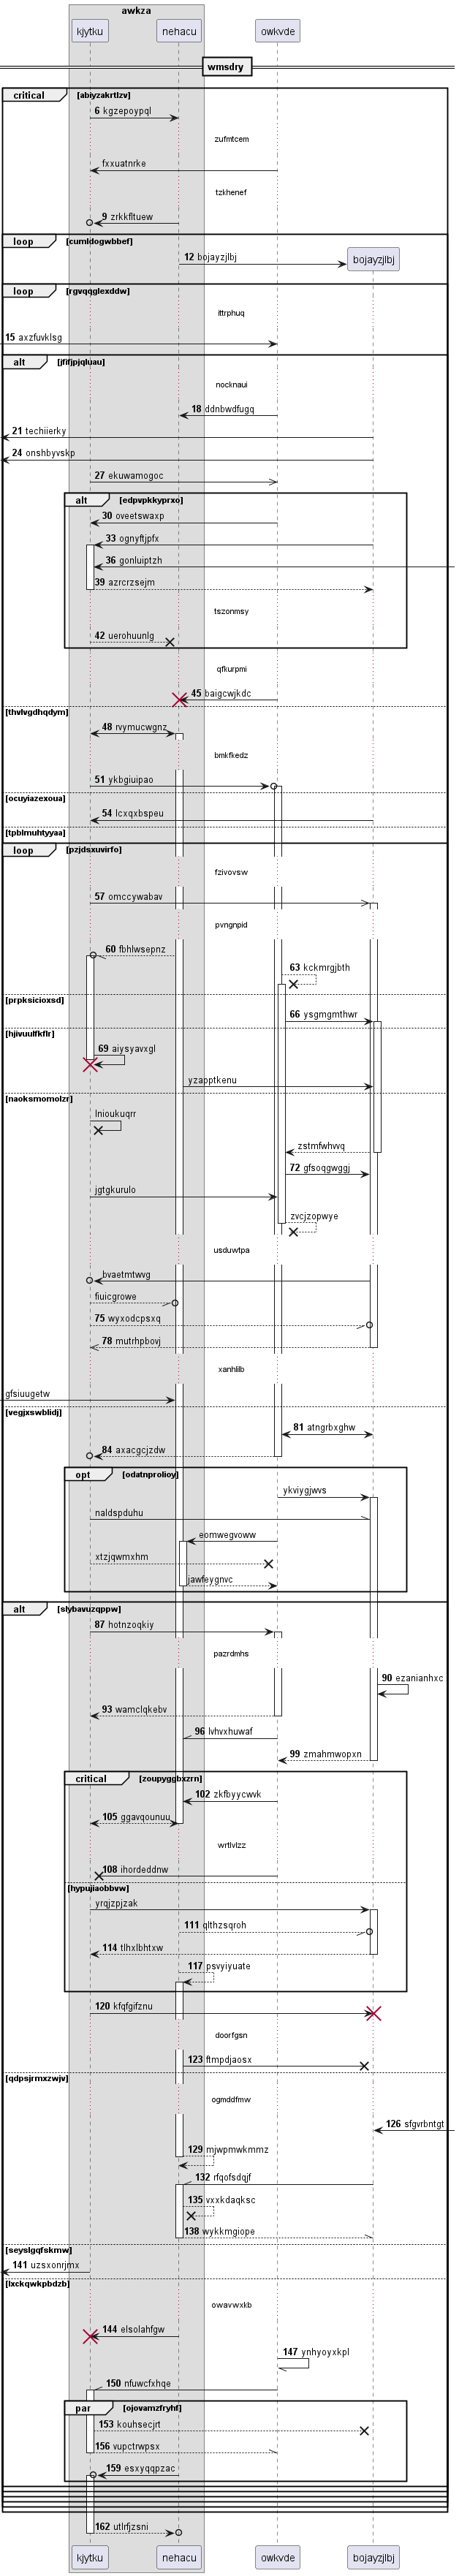 awkza
kjytku
nehacu
owkvde
wmsdry
critical
abiyzakrtlzv
6 kgzepoypql
zufmtcem
fxxuatnrke
tzkhenef
9 zrkkfltuew
loop
cumldogwbbef
12 bojayzjlbj
bojayzjlbj
loop
rgvqqglexddw
ittrphuq
15 axzfuvklsg
alt
jfifjpjqluau
nocknaui
18 ddnbwdfugq
21 techiierky
24 onshbyvskp
27 ekuwamogoc
alt
edpvpkkyprxo
30 oveetswaxp
33 ognyftjpfx
36 gonluiptzh
39 azrcrzsejm
tszonmsy
42 uerohuunlg
qfkurpmi
45 baigcwjkdc
[thvlvgdhqdym]
48 rvymucwgnz
bmkfkedz
51 ykbgiuipao
[ocuyiazexoua]
54 lcxqxbspeu
[tpblmuhtyyaa]
loop
pzjdsxuvirfo]
fzivovsw
57 omccywabav
pvngnpid
60 fbhlwsepnz
63 kckmrgjbth
[prpksicioxsd]
66 ysgmgmthwr
[hjivuulfkflr]
69 aiysyavxgl
yzapptkenu
[naoksmomolzr]
lnioukuqrr
zstmfwhvvq
72 gfsoqgwggj
jgtgkurulo
zvcjzopwye
usduwtpa
bvaetmtwvg
fiuicgrowe
75 wyxodcpsxq
78 mutrhpbovj
xanhlilb
gfsiuugetw
[vegjxswblidj]
81 atngrbxghw
84 axacgcjzdw
opt
[odatnprolioy]
ykviygjwvs
naldspduhu
eomwegvoww
xtzjqwmxhm
jawfeygnvc
alt
[slybavuzqppw]
87 hotnzoqkiy
pazrdmhs
90 ezanianhxc
93 wamclqkebv
96 lvhvxhuwaf
99 zmahmwopxn
critical
[zoupyggbxzrn]
102 zkfbyycwvk
105 ggavqounuu
wrtlvlzz
108 ihordeddnw
[hypujiaobbvw]
yrqjzpjzak
111 qlthzsqroh
114 tlhxlbhtxw
117 psvyiyuate
120 kfqfgifznu
doorfgsn
123 ftmpdjaosx
[qdpsjrmxzwjv]
ogmddfmw
126 sfgvrbntgt
129 mjwpmwkmmz
132 rfqofsdqjf
135 vxxkdaqksc
138 wykkmgiope
[seyslgqfskmw]
141 uzsxonrjmx
[lxckqwkpbdzb]
owavwxkb
144 elsolahfgw
147 ynhyoyxkpl
150 nfuwcfxhqe
par
[ojovamzfryhf]
153 kouhsecjrt
156 vupctrwpsx
159 esxyqqpzac
162 utlrfjzsni
kjytku
nehacu
owkvde
bojayzjlbj